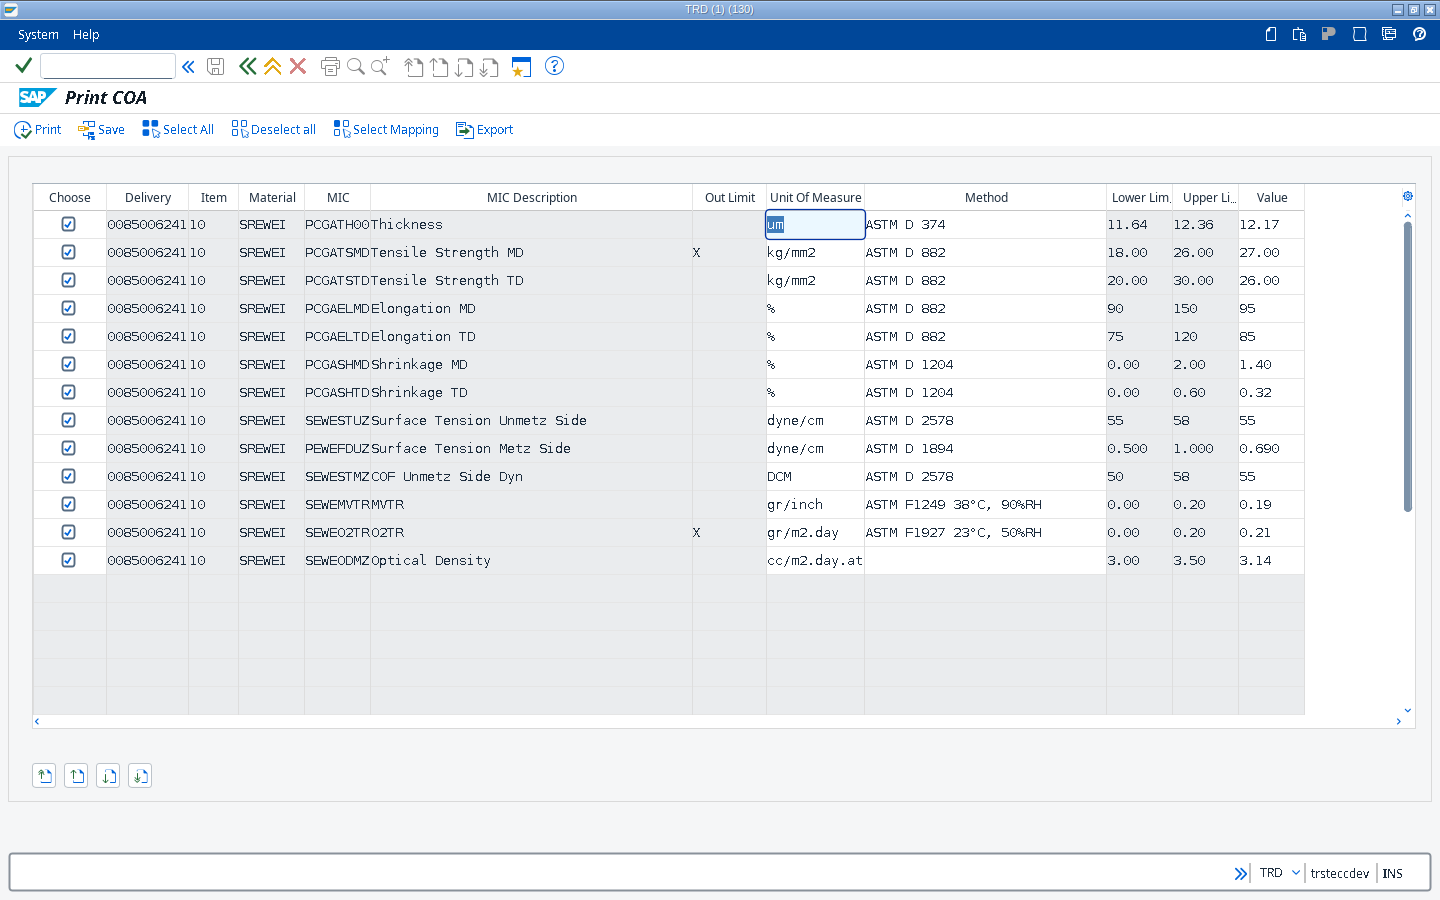 TRD (1) (130)
System Help
SAP Print COA
Print Save Select All Deselect all Select Mapping Export
Choose Delivery Item Material MIC MIC Description Out Limit Unit Of Measure Method Lower Lim. Upper Li... Value
0085006241 10 SREWEI PCGATH00 Thickness um ASTM D 374 11.64 12.36 12.17
0085006241 10 SREWEI PCGATSMD Tensile Strength MD X kg/mm2 ASTM D 882 18.00 26.00 27.00
0085006241 10 SREWEI PCGATSTD Tensile Strength TD kg/mm2 ASTM D 882 20.00 30.00 26.00
0085006241 10 SREWEI PCGAELMD Elongation MD % ASTM D 882 90 150 95
0085006241 10 SREWEI PCGAELTD Elongation TD % ASTM D 882 75 120 85
0085006241 10 SREWEI PCGASHMD Shrinkage MD % ASTM D 1204 0.00 2.00 1.40
0085006241 10 SREWEI PCGASHTD Shrinkage TD % ASTM D 1204 0.00 0.60 0.32
0085006241 10 SREWEI SEWESTUZ Surface Tension Unmetz Side dyne/cm ASTM D 2578 55 58 55
0085006241 10 SREWEI PEWEFDUZ Surface Tension Metz Side dyne/cm ASTM D 1894 0.500 1.000 0.690
0085006241 10 SREWEI SEWESTMZ COF Unmetz Side Dyn DCM ASTM D 2578 50 58 55
0085006241 10 SREWEI SEWEMVTR MVTR gr/inch ASTM F1249 38°C, 90%RH 0.00 0.20 0.19
0085006241 10 SREWEI SEWEO2TR O2TR X gr/m2.day ASTM F1927 23°C, 50%RH 0.00 0.20 0.21
0085006241 10 SREWEI SEWEODMZ Optical Density cc/m2.day.at 3.00 3.50 3.14
TRD trsteccdev INS